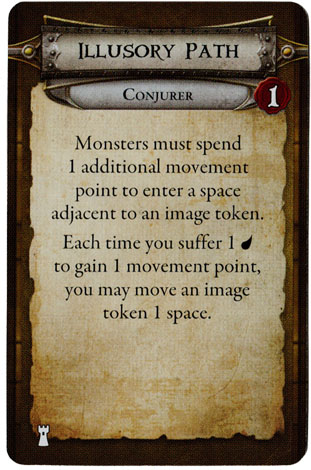 Illusory Path
Conjurer
1
Monsters must spend
1 additional movement
point to enter a space
adjacent to an image token.
Each time you suffer 1
to gain 1 movement point,
you may move an image
token 1 space.